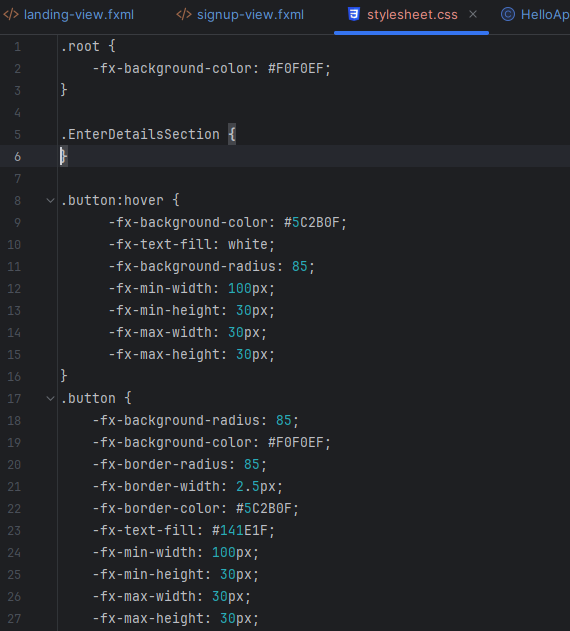 landing-view.fxml signup-view.fxml stylesheet.css HelloAp
1 .root {
2 -fx-background-color: #F0F0EF;
3 }
4
5 .EnterDetailsSection {
6 }
7
8 .button:hover {
9 -fx-background-color: #5C2B0F;
10 -fx-text-fill: white;
11 -fx-background-radius: 85;
12 -fx-min-width: 100px;
13 -fx-min-height: 30px;
14 -fx-max-width: 30px;
15 -fx-max-height: 30px;
16 }
17 .button {
18 -fx-background-radius: 85;
19 -fx-background-color: #F0F0EF;
20 -fx-border-radius: 85;
21 -fx-border-width: 2.5px;
22 -fx-border-color: #5C2B0F;
23 -fx-text-fill: #141E1F;
24 -fx-min-width: 100px;
25 -fx-min-height: 30px;
26 -fx-max-width: 30px;
27 -fx-max-height: 30px;